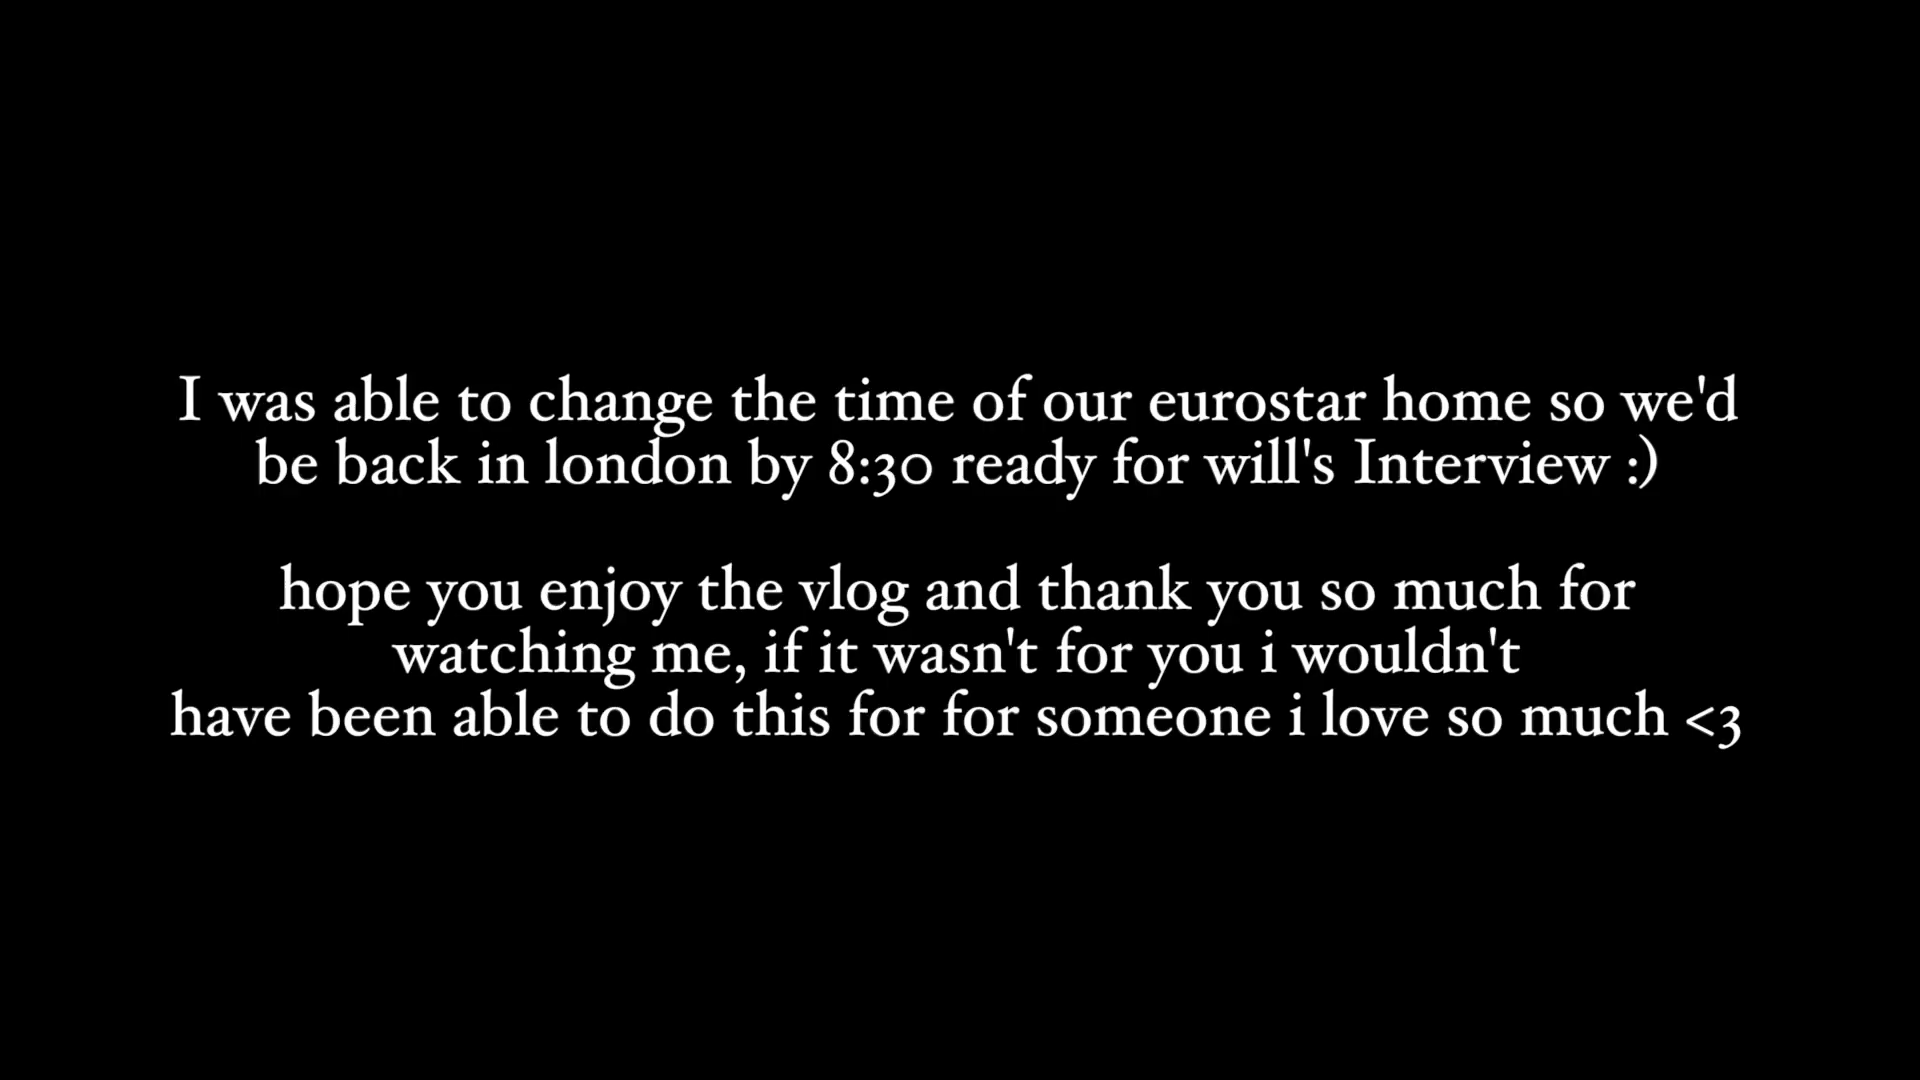 I was able to change the time of our eurostar home so we'd
be back in london by 8:30 ready for will's Interview :)
hope you enjoy the vlog and thank you so much for
watching me, if it wasn't for you i wouldn't
have been able to do this for for someone i love so much <3